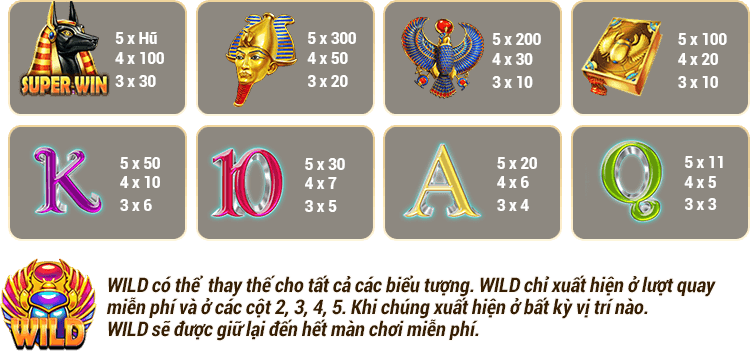 5 x Hũ
4 x 100
3 x 30
SUPER WIN
5 x 300
4 x 50
3 x 20
5 x 200
4 x 30
3 x 10
5 x 100
4 x 20
3 x 10
K
5 x 50
4 x 10
3 x 6
10
5 x 30
4 x 7
3 x 5
A
5 x 20
4 x 6
3 x 4
Q
5 x 11
4 x 5
3 x 3
WILD
WILD có thể thay thế cho tất cả các biểu tượng. WILD chỉ xuất hiện ở lượt quay
miễn phí và ở các cột 2, 3, 4, 5. Khi chúng xuất hiện ở bất kỳ vị trí nào.
WILD sẽ được giữ lại đến hết màn chơi miễn phí.